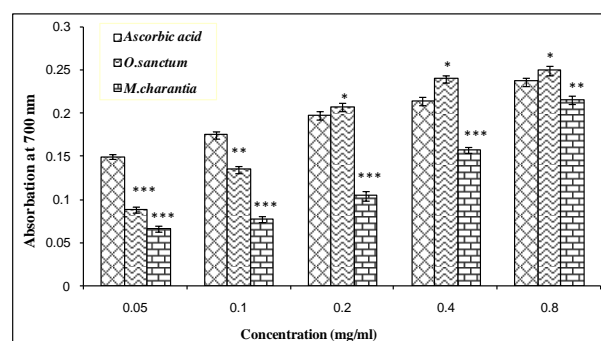 Ascorbic acid
O.sanctum
M.charantia
Absorbation at 700 nm
0.3
0.25
0.2
0.15
0.1
0.05
0
*** ***
** ***
* ***
* ***
* **
0.05 0.1 0.2 0.4 0.8
Concentration (mg/ml)